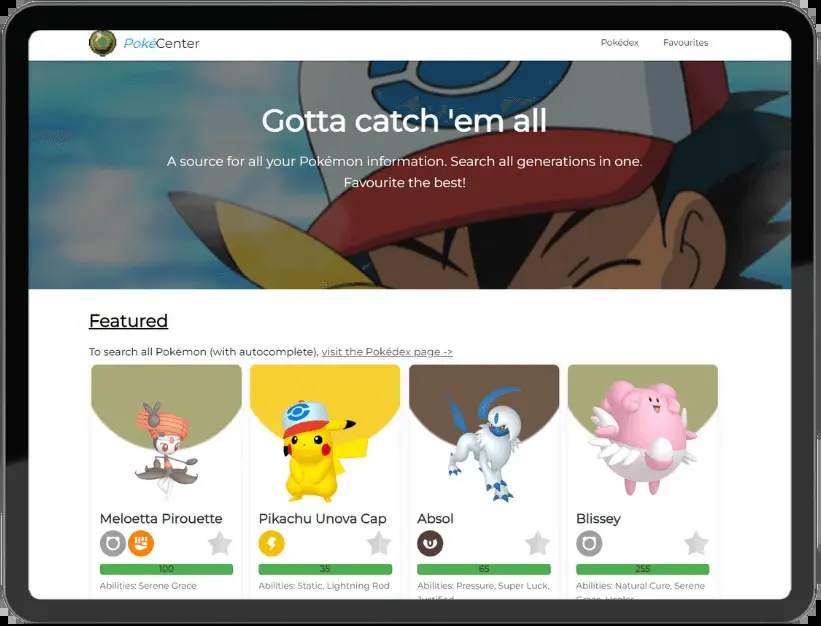 PokéCenter
Pokédex
Favourites
Gotta catch 'em all
A source for all your Pokémon information. Search all generations in one.
Favourite the best!
Featured
To search all Pokémon (with autocomplete), visit the Pokédex page ->
Meloetta Pirouette
100
Abilities: Serene Grace
Pikachu Unova Cap
35
Abilities: Static, Lightning Rod
Absol
65
Abilities: Pressure, Super Luck,
Justified
Blissey
255
Abilities: Natural Cure, Serene
Grace, Healer